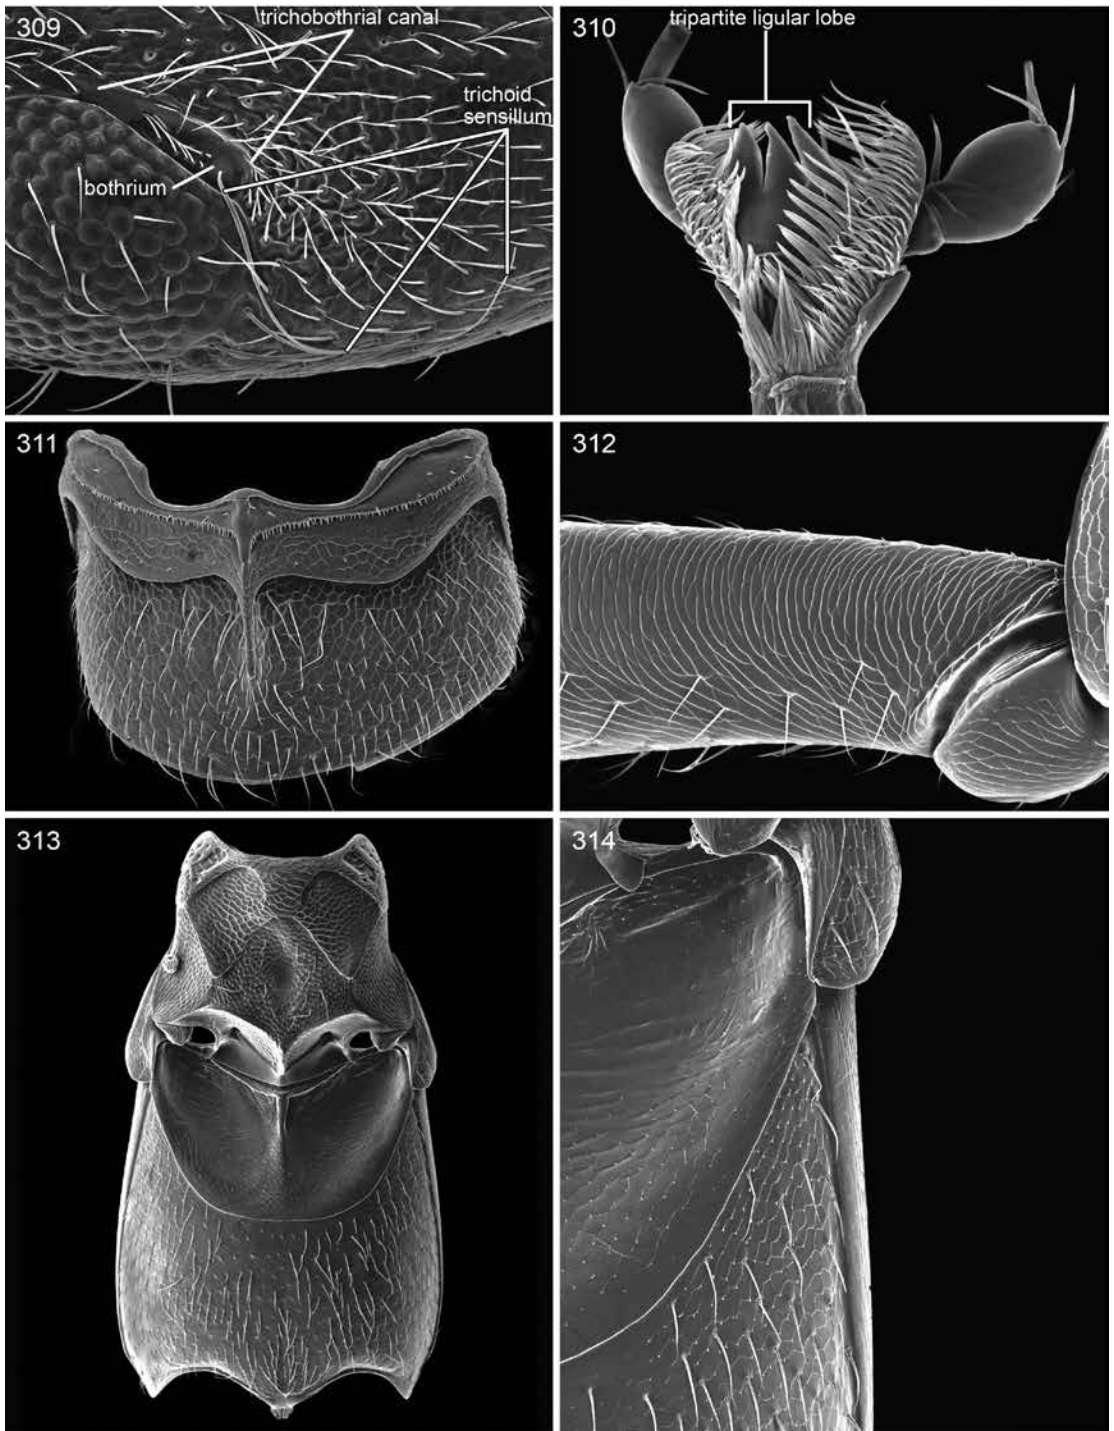 309
trichobothrial canal
trichoid
sensillum
bothrium
310
tripartite ligular lobe
311
312
313
314